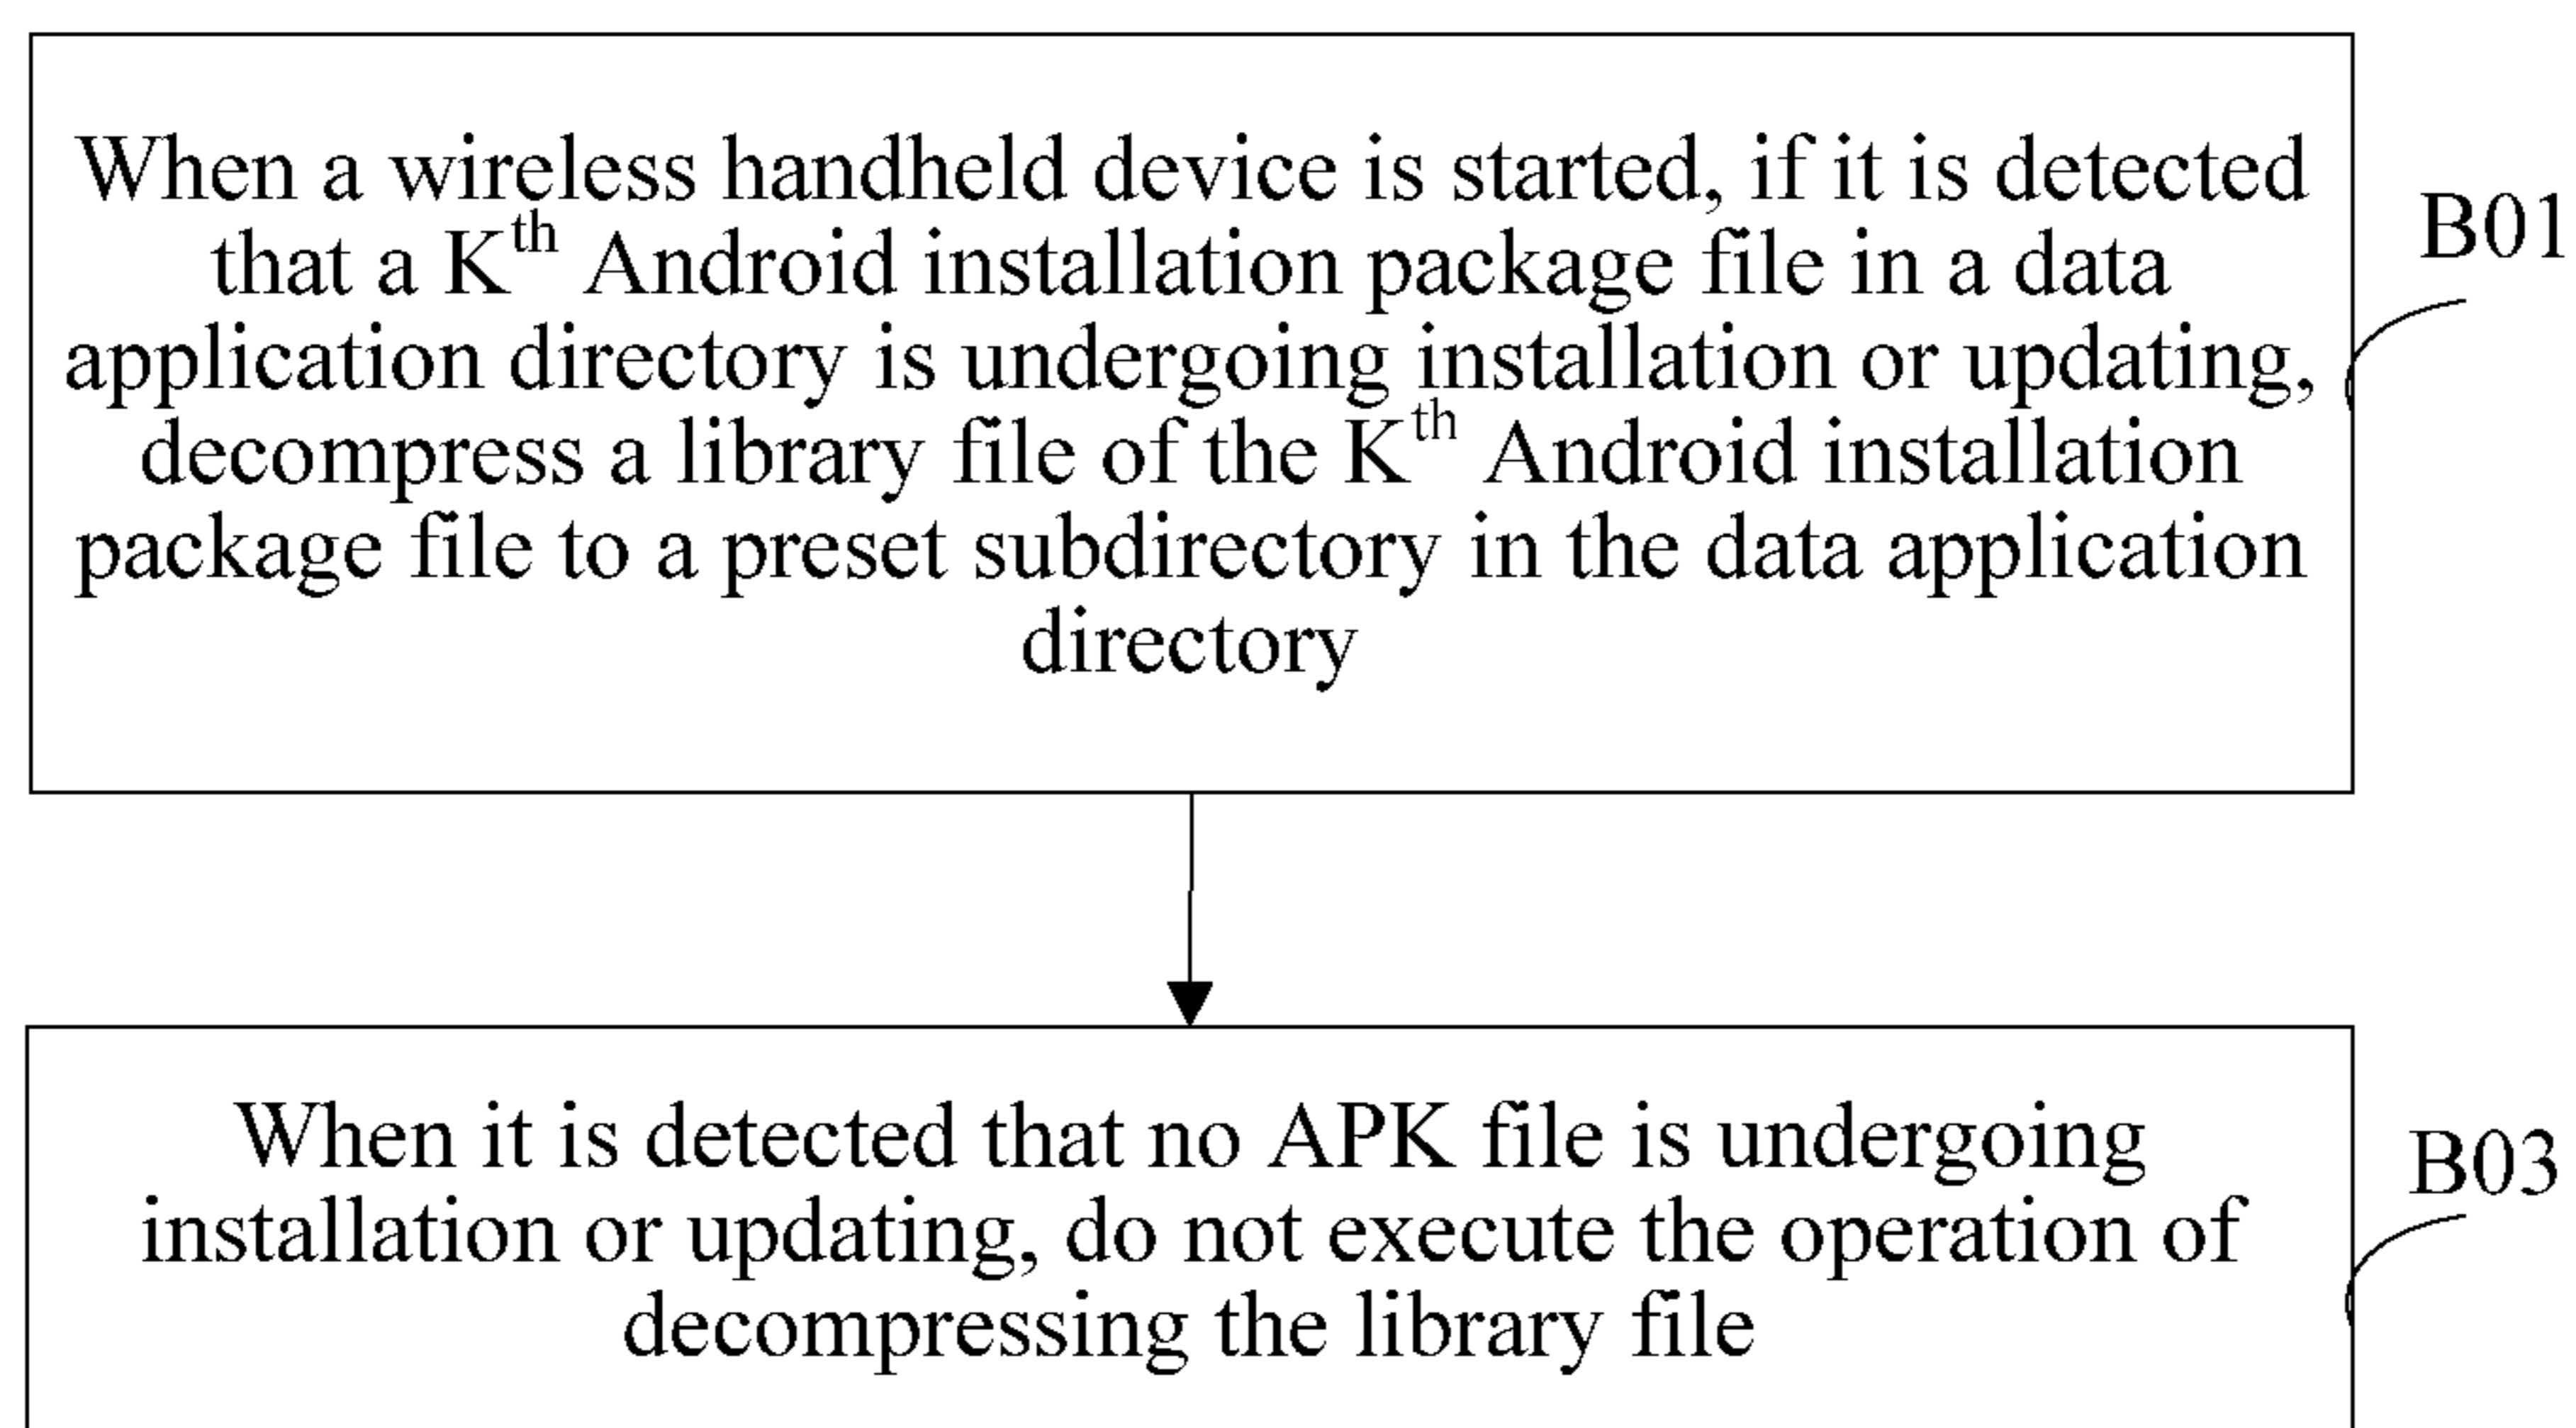 When a wireless handheld device is started, if it is detected
that a Kth Android installation package file in a data
application directory is undergoing installation or updating,
decompress a library file of the Kth Android installation
package file to a preset subdirectory in the data application
directory
B01
When it is detected that no APK file is undergoing
installation or updating, do not execute the operation of
decompressing the library file
B03